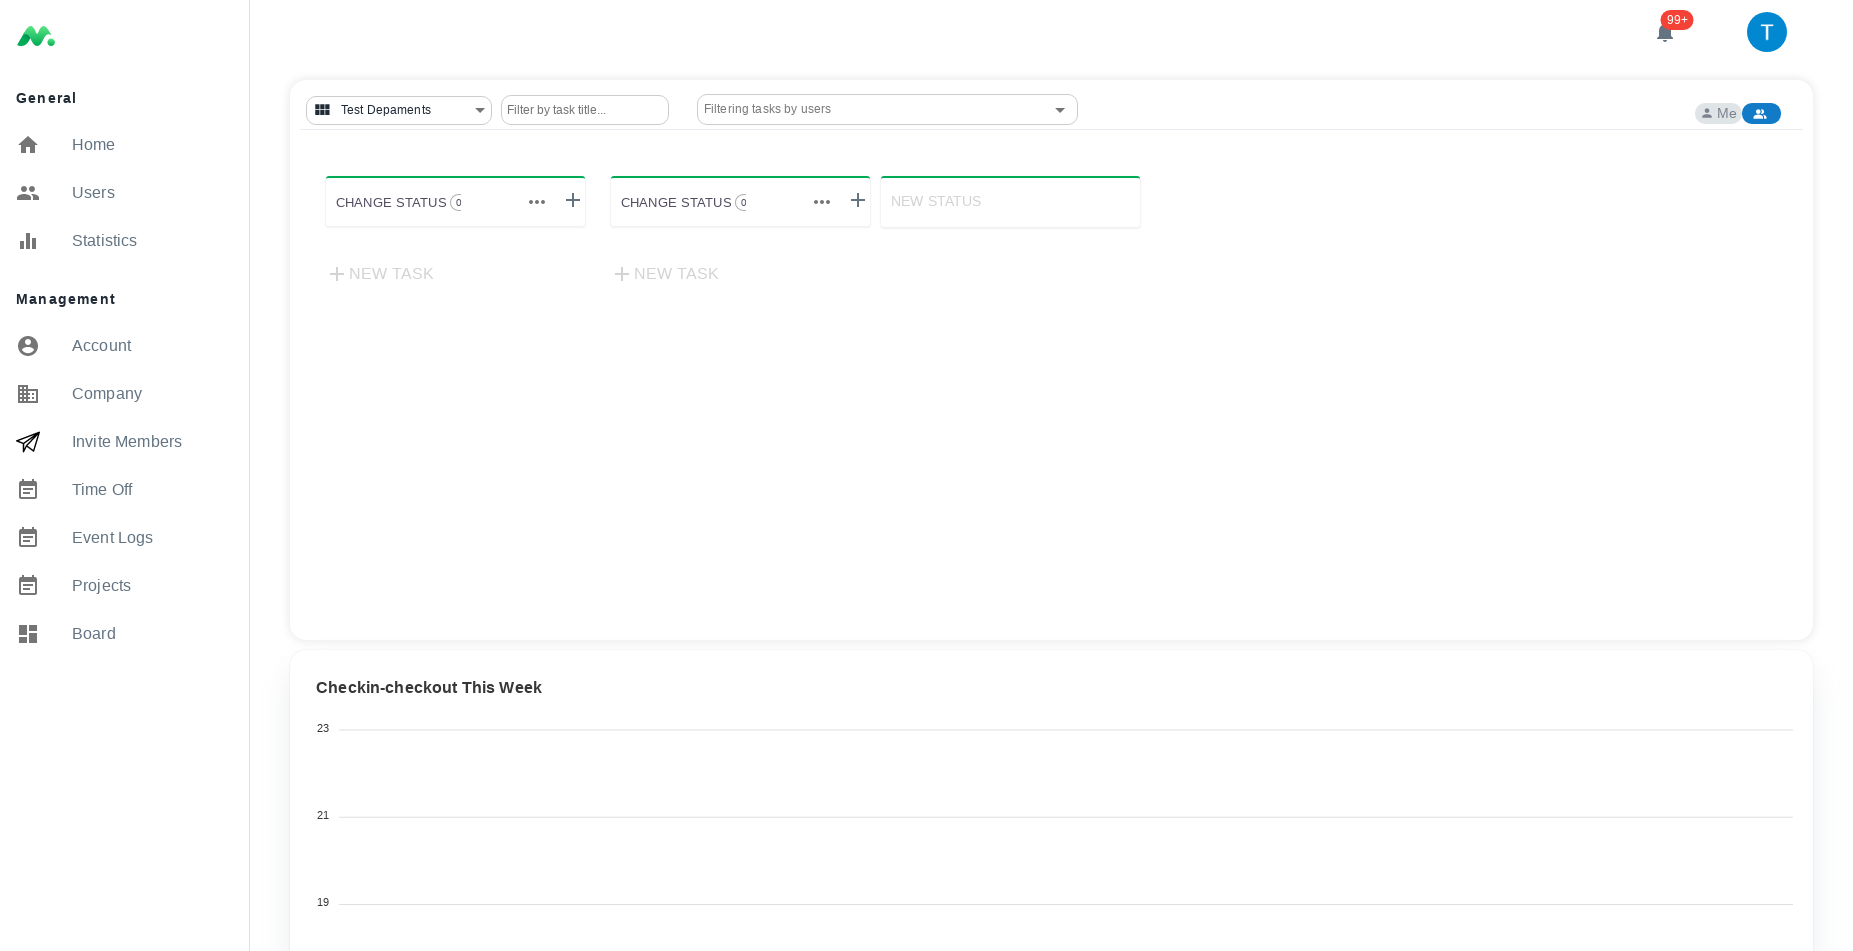 99+
T
General
Home
Users
Statistics
Management
Account
Company
Invite Members
Time Off
Event Logs
Projects
Board
Test Depaments
Filter by task title...
Filtering tasks by users
Me
CHANGE STATUS 0
CHANGE STATUS 0
NEW STATUS
NEW TASK
NEW TASK
Checkin-checkout This Week
23
21
19